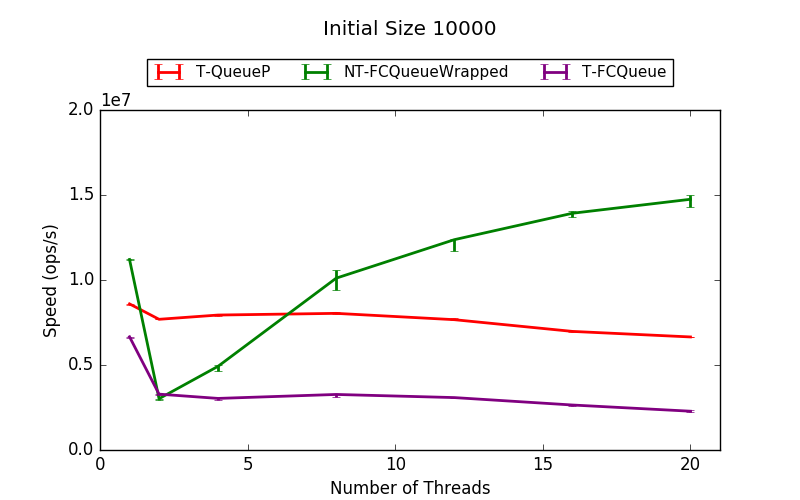 Initial Size 10000
T-QueueP NT-FCQueueWrapped T-FCQueue
1e7
2.0
1.5
1.0
0.5
0.0
Speed (ops/s)
0 5 10 15 20
Number of Threads